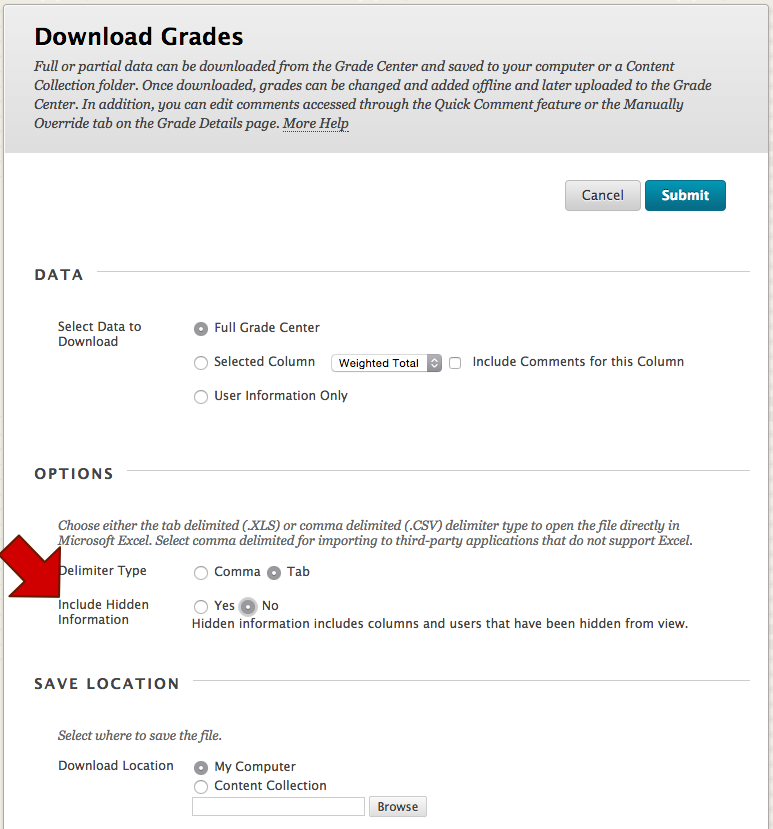 Download Grades
Full or partial data can be downloaded from the Grade Center and saved to your computer or a Content
Collection folder. Once downloaded, grades can be changed and added offline and later uploaded to the Grade
Center. In addition, you can edit comments accessed through the Quick Comment feature or the Manually
Override tab on the Grade Details page. More Help
Cancel Submit
DATA
Select Data to
Download
Full Grade Center
Selected Column Weighted Total Include Comments for this Column
User Information Only
OPTIONS
Choose either the tab delimited (.XLS) or comma delimited (.CSV) delimiter type to open the file directly in
Microsoft Excel. Select comma delimited for importing to third-party applications that do not support Excel.
Delimiter Type Comma Tab
Include Hidden
Information
Yes No
Hidden information includes columns and users that have been hidden from view.
SAVE LOCATION
Select where to save the file.
Download Location My Computer
Content Collection
Browse